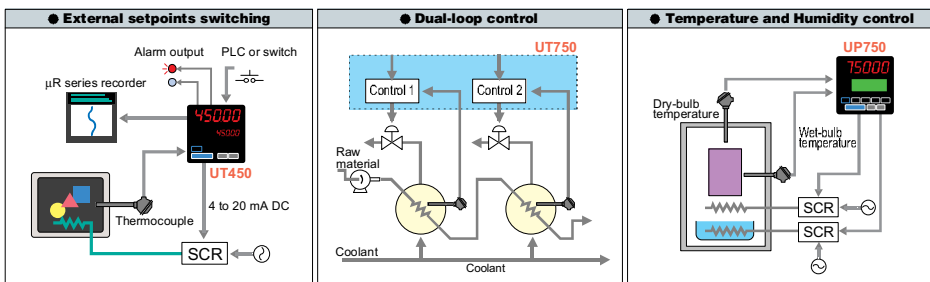 ● External setpoints switching
Alarm output
PLC or switch
µR series recorder
45000
45000
UT450
Thermocouple
4 to 20 mA DC
SCR
● Dual-loop control
UT750
Control 1
Control 2
Raw
material
Coolant
Coolant
● Temperature and Humidity control
UP750
75000
Dry-bulb
temperature
Wet-bulb
temperature
SCR
SCR